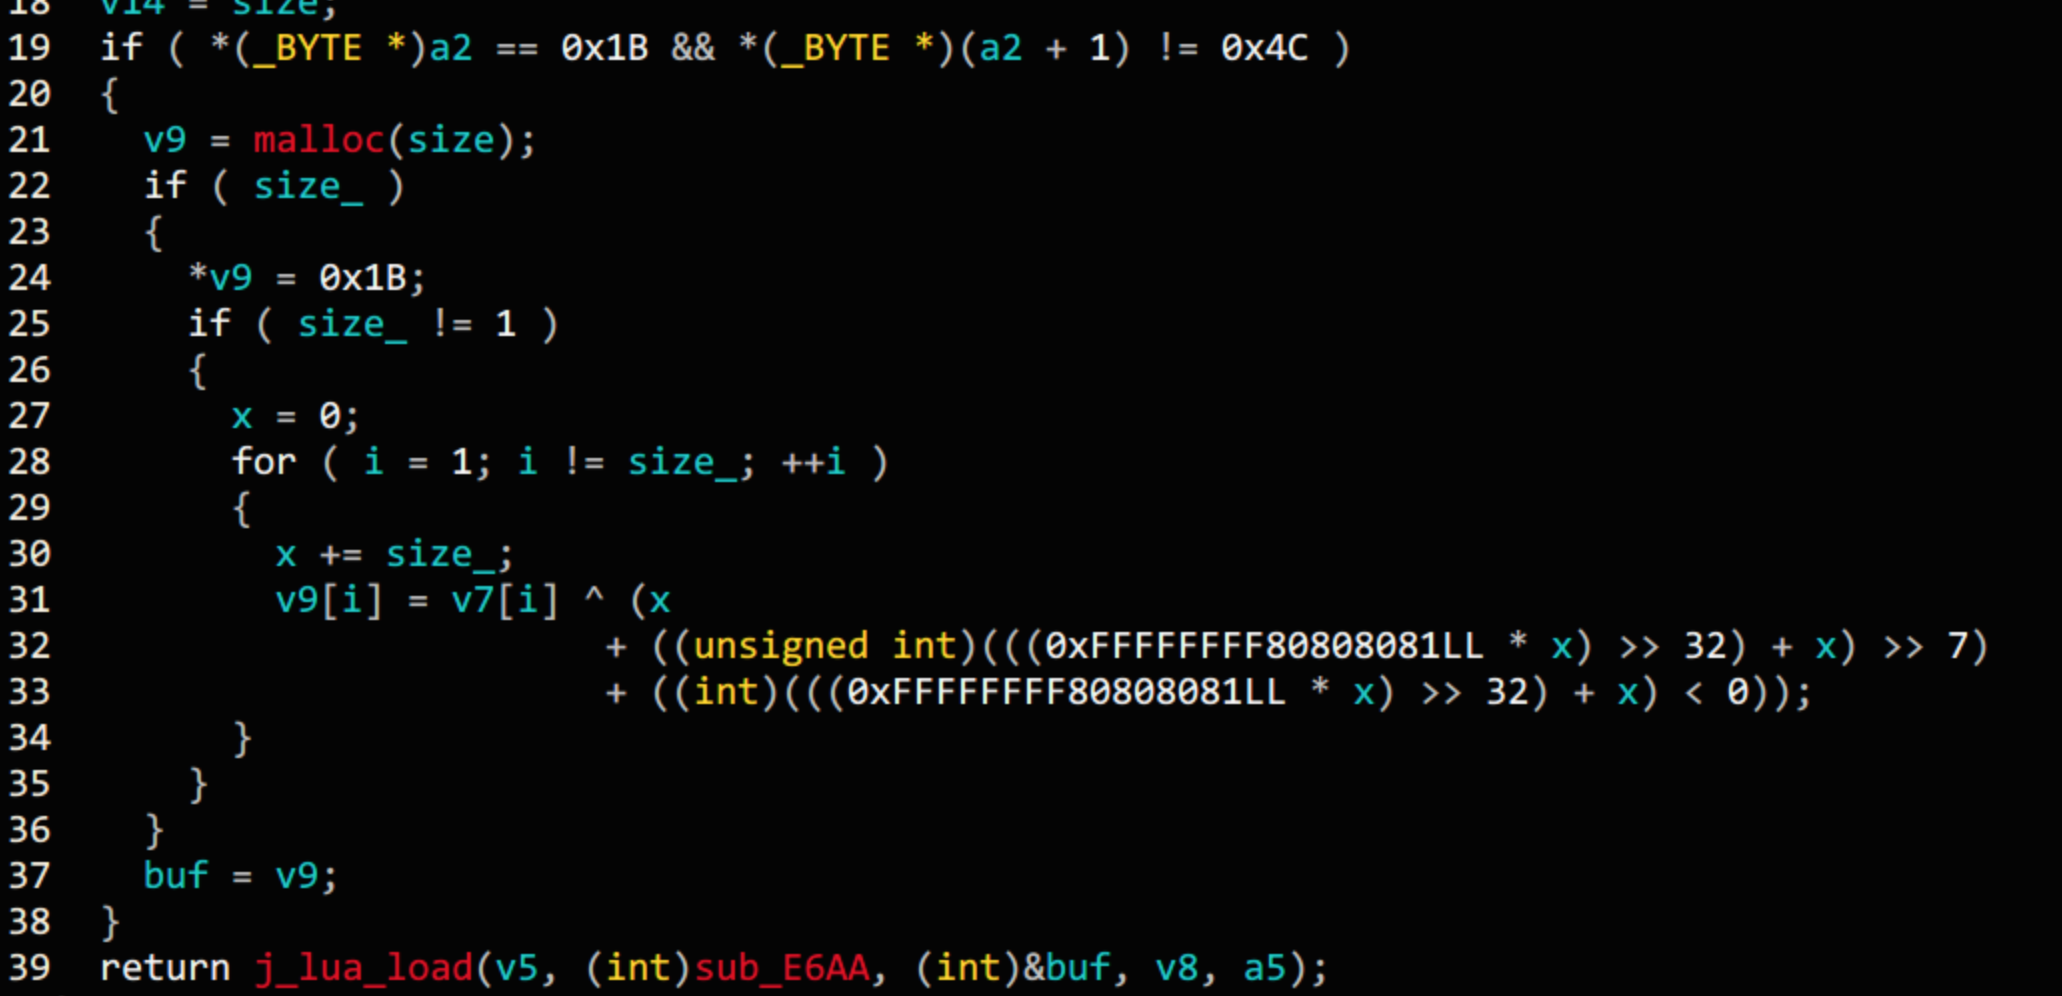 18 v14 = size;
19 if ( *(_BYTE *)a2 == 0x1B && *(_BYTE *)(a2 + 1) != 0x4C )
20 {
21 v9 = malloc(size);
22 if ( size_ )
23 {
24 *v9 = 0x1B;
25 if ( size_ != 1 )
26 {
27 x = 0;
28 for ( i = 1; i != size_; ++i )
29 {
30 x += size_;
31 v9[i] = v7[i] ^ (x
32 + ((unsigned int)(((0xFFFFFFFF80808081LL * x) >> 32) + x) >> 7)
33 + ((int)(((0xFFFFFFFF80808081LL * x) >> 32) + x) < 0));
34 }
35 }
36 }
37 buf = v9;
38 }
39 return j_lua_load(v5, (int)sub_E6AA, (int)&buf, v8, a5);